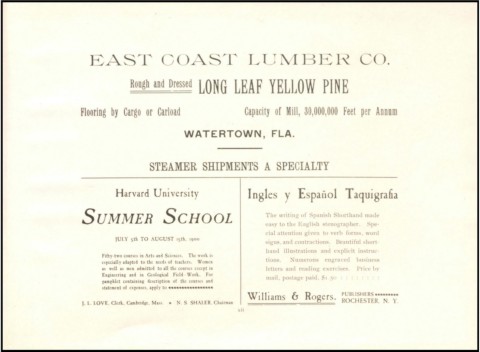 EAST COAST LUMBER CO.
Rough and Dressed LONG LEAF YELLOW PINE
Flooring by Cargo or Carload Capacity of Mill, 30,000,000 Feet per Annum
WATERTOWN, FLA.
STEAMER SHIPMENTS A SPECIALTY
Harvard University
SUMMER SCHOOL
JULY 5th TO AUGUST 15th, 1900
Fifty-two courses in Arts and Sciences. The work is
especially adapted to the needs of teachers. Women
as well as men admitted to all the courses except in
Engineering and in Geological Field Work. For
pamphlet containing description of the courses and
statement of expenses, apply to
J. L. LOVE, Clerk, Cambridge, Mass. N. S. SHALER Chairman
Ingles y Español Taquigrafia
The writing of Spanish Shorthand made
easy to the English stenographer. Spe-
cial attention given to verb forms, word
signs, and contractions. Beautiful short-
hand illustrations and explicit instruc-
tions. Numerous engraved business
letters and reading exercises. Price by
mail, postage paid,
Williams & Rogers, PUBLISHERS
ROCHESTER N. Y.